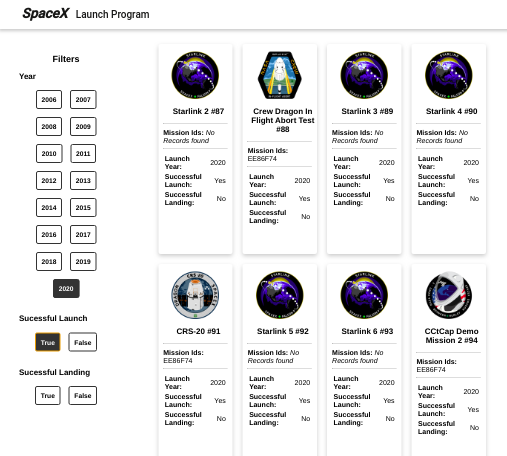 SpaceX Launch Program
Filters
Year
2006 2007
2008 2009
2010 2011
2012 2013
2014 2015
2016 2017
2018 2019
2020
Sucessful Launch
True False
Sucessful Landing
True False
Starlink 2 #87
Mission Ids: No
Records found
Launch
Year: 2020
Successful
Launch: Yes
Successful
Landing: No
Crew Dragon In
Flight Abort Test
#88
Mission Ids:
EE86F74
Launch
Year: 2020
Successful
Launch: Yes
Successful
Landing: No
Starlink 3 #89
Mission Ids: No
Records found
Launch
Year: 2020
Successful
Launch: Yes
Successful
Landing: No
Starlink 4 #90
Mission Ids: No
Records found
Launch
Year: 2020
Successful
Launch: Yes
Successful
Landing: No
CRS-20 #91
Mission Ids:
EE86F74
Launch
Year: 2020
Successful
Launch: Yes
Successful
Landing: No
Starlink 5 #92
Mission Ids: No
Records found
Launch
Year: 2020
Successful
Launch: Yes
Successful
Landing: No
Starlink 6 #93
Mission Ids: No
Records found
Launch
Year: 2020
Successful
Launch: Yes
Successful
Landing: No
CCtCap Demo
Mission 2 #94
Mission Ids:
EE86F74
Launch
Year: 2020
Successful
Launch: Yes
Successful
Landing: No